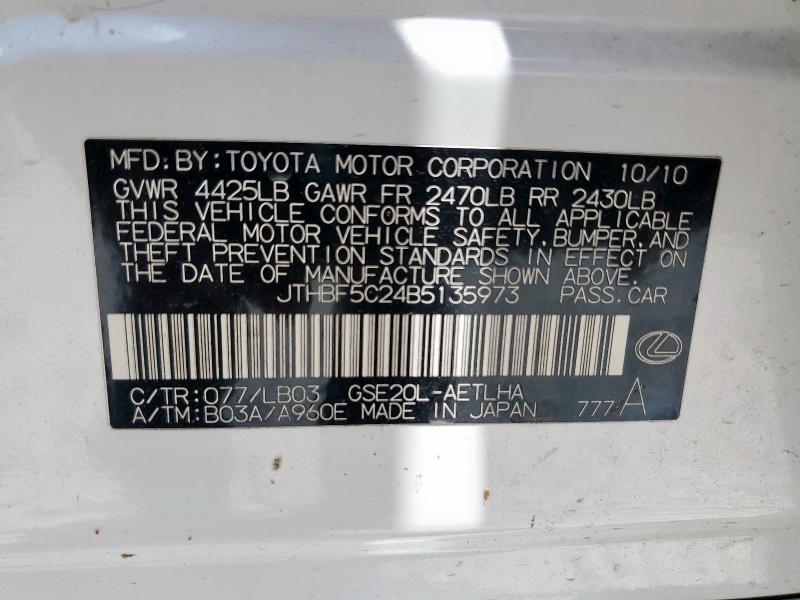 MFD. BY: TOYOTA MOTOR CORPORATION 10/10
GVWR 4425LB GAWR FR 2470LB RR 2430LB
THIS VEHICLE CONFORMS TO ALL APPLICABLE
FEDERAL MOTOR VEHICLE SAFETY, BUMPER, AND
THEFT PREVENTION STANDARDS IN EFFECT ON
THE DATE OF MANUFACTURE SHOWN ABOVE.
JTHBF5C24B5135973 PASS. CAR
C/TR: 077/LB03 GSE20L-AETLHA
A/TM: B03A/A960E MADE IN JAPAN 777 A